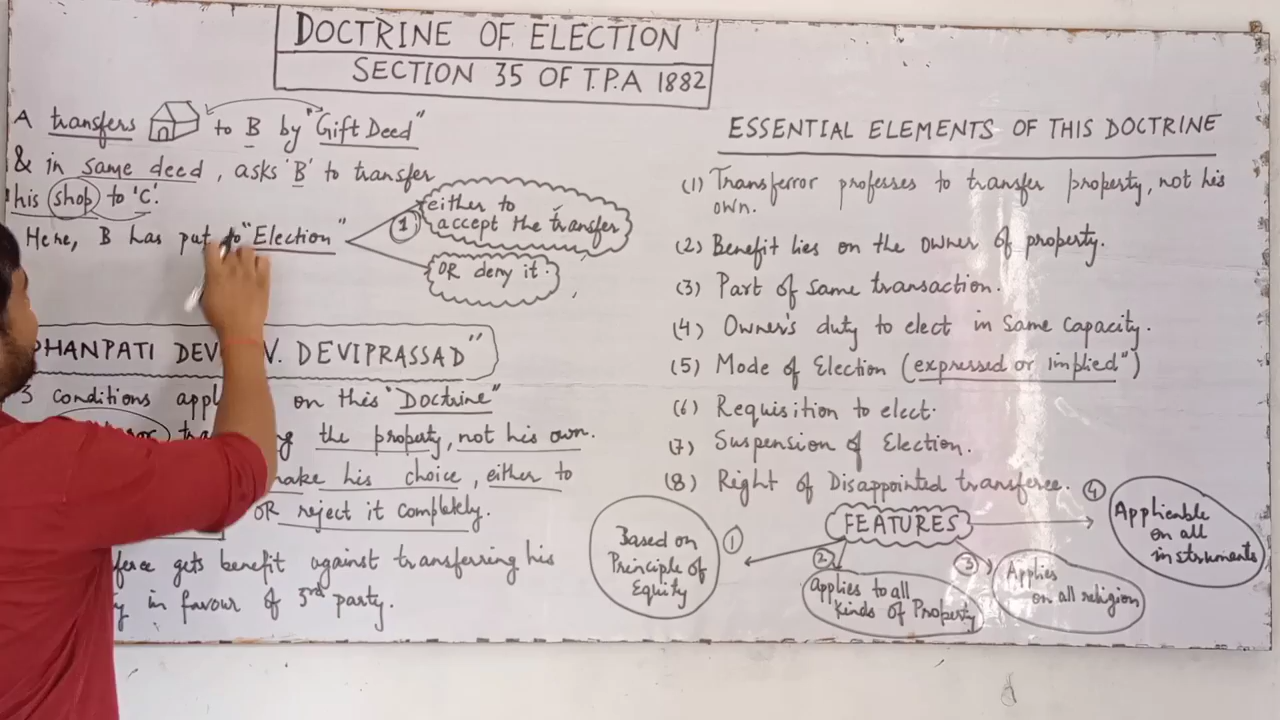 DOCTRINE OF ELECTION
SECTION 35 OF T.P.A 1882
A transfers to B by "Gift Deed"
& in same deed, asks 'B' to transfer
his shop to 'C'.
Here, B has put to "Election"
1
either to
accept the transfer
OR deny it.
PHANPATI DEV V. DEVIPRASSAD"
3 conditions appl on this "Doctrine"
the property, not his own.
make his choice, either to
OR reject it completely.
feree gets benefit against transferring his
in favour of 3rd party.
ESSENTIAL ELEMENTS OF THIS DOCTRINE
(1) Transferror professes to transfer property, not his
own.
(2) Benefit lies on the owner of property.
(3) Part of same transaction.
(4) Owner's duty to elect in same capacity.
(5) Mode of Election (expressed or implied")
(6) Requisition to elect.
(7) Suspension of Election.
(8) Right of Disappointed transferee.
FEATURES
1
Based on
Principle of
Equity
2
applies to all
kinds of Property
3
Applies
on all religion
4
Applicable
on all
instruments